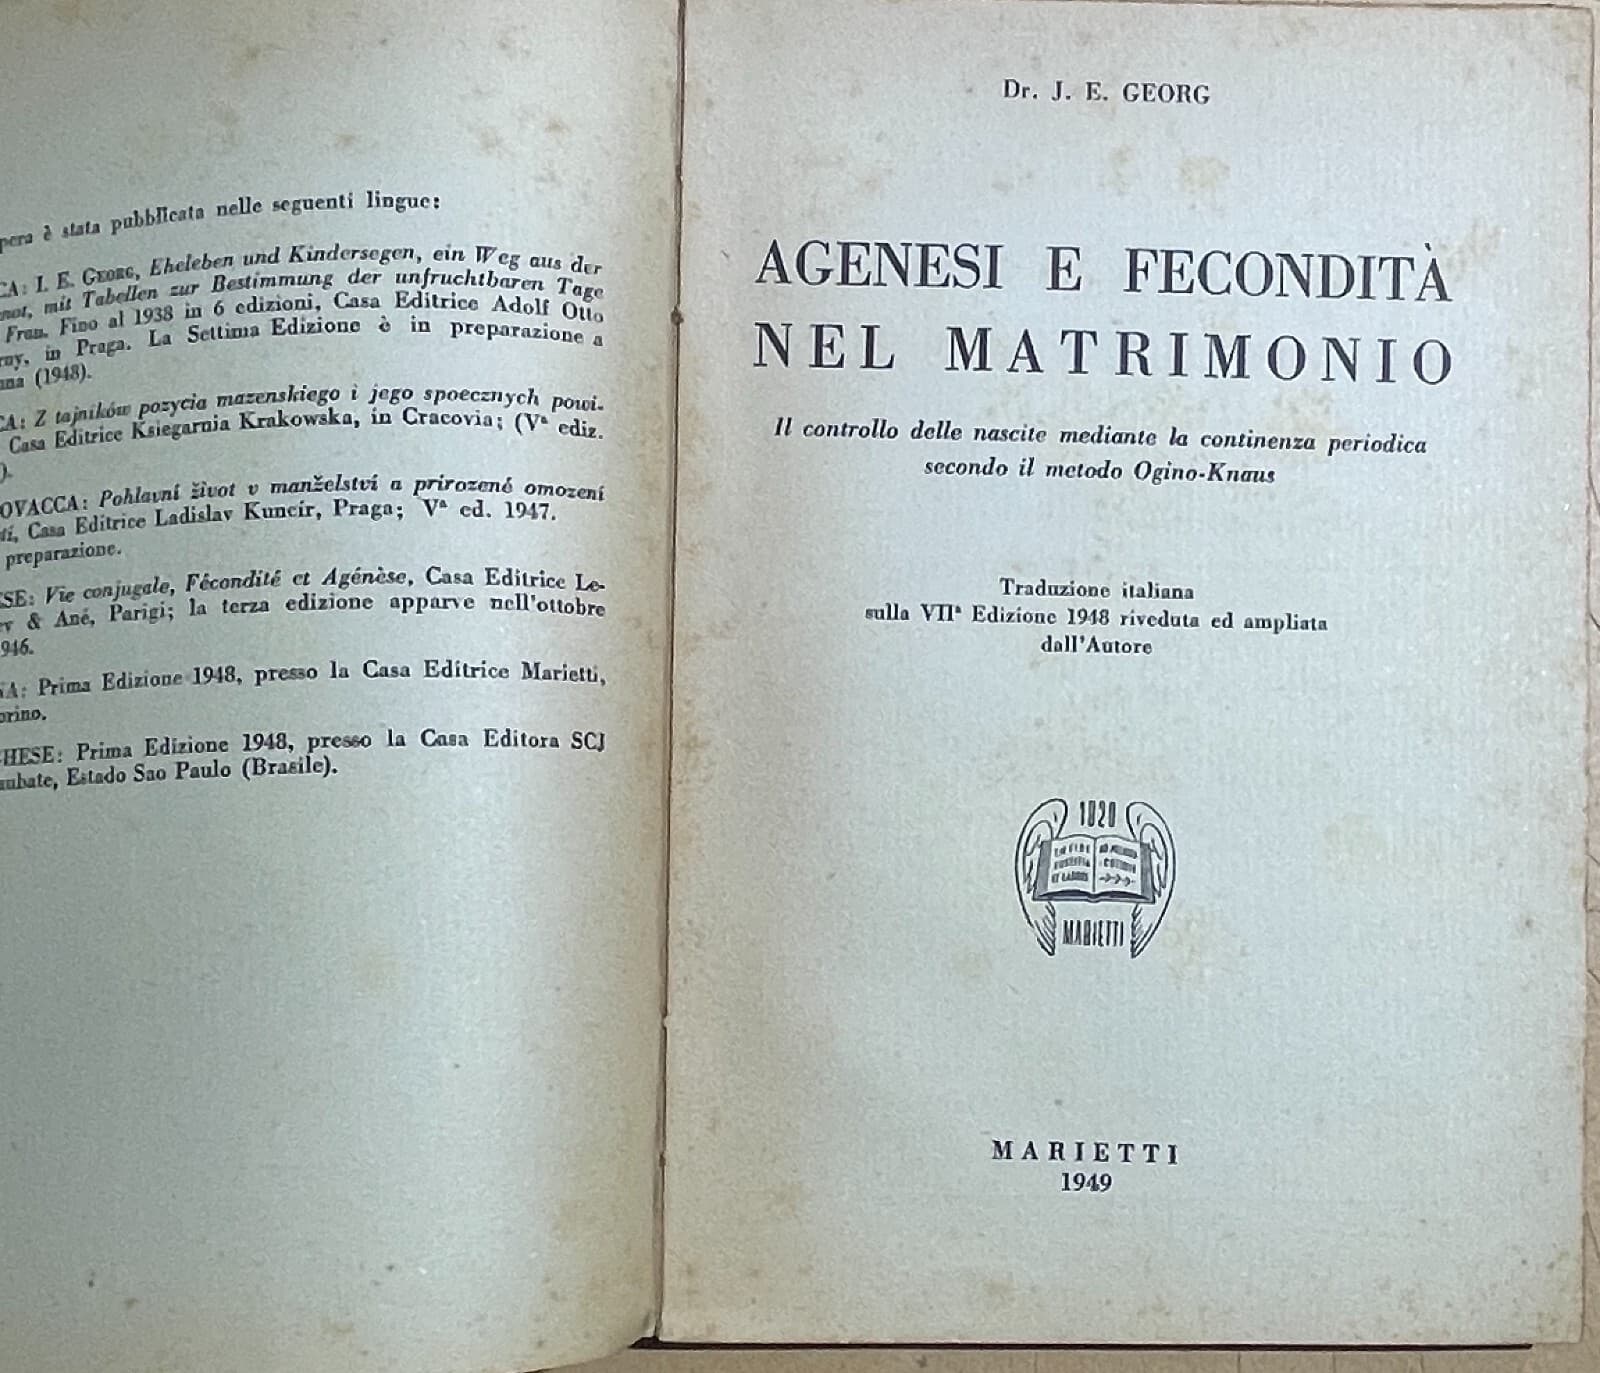 pera è stata pubblicata nelle seguenti lingue:
CA: I. E. GEORG, Eheleben und Kindersegen, ein Weg aus der
not, mit Tabellen zur Bestimmung der unfruchtbaren Tage
Frau. Fino al 1938 in 6 edizioni, Casa Editrice Adolf Otto
ray, in Praga. La Settima Edizione è in preparazione a
nna (1948).
CA: Z tajników pozycia mazenskiego i jego spoecznych powi-
Casa Editrice Ksiegarnia Krakowska, in Cracovia; (Vª ediz.
).
OVACCA: Pohlavní život v manželství a prirozené omození
tí, Casa Editrice Ladislav Kuncir, Praga; Vª ed. 1947.
preparazione.
SE: Vie conjugale, Fécondité et Agénèse, Casa Editrice Le-
& Ané, Parigi; la terza edizione apparve nell'ottobre
946.
NA: Prima Edizione 1948, presso la Casa Editrice Marietti,
orino.
HESE: Prima Edizione 1948, presso la Casa Editora SCJ
aubate, Estado Sao Paulo (Brasile).
Dr. J. E. GEORG
AGENESI E FECONDITÀ
NEL MATRIMONIO
Il controllo delle nascite mediante la continenza periodica
secondo il metodo Ogino-Knaus
Traduzione italiana
sulla VIIª Edizione 1948 riveduta ed ampliata
dall'Autore
1820
MARIETTI
MARIETTI
1949